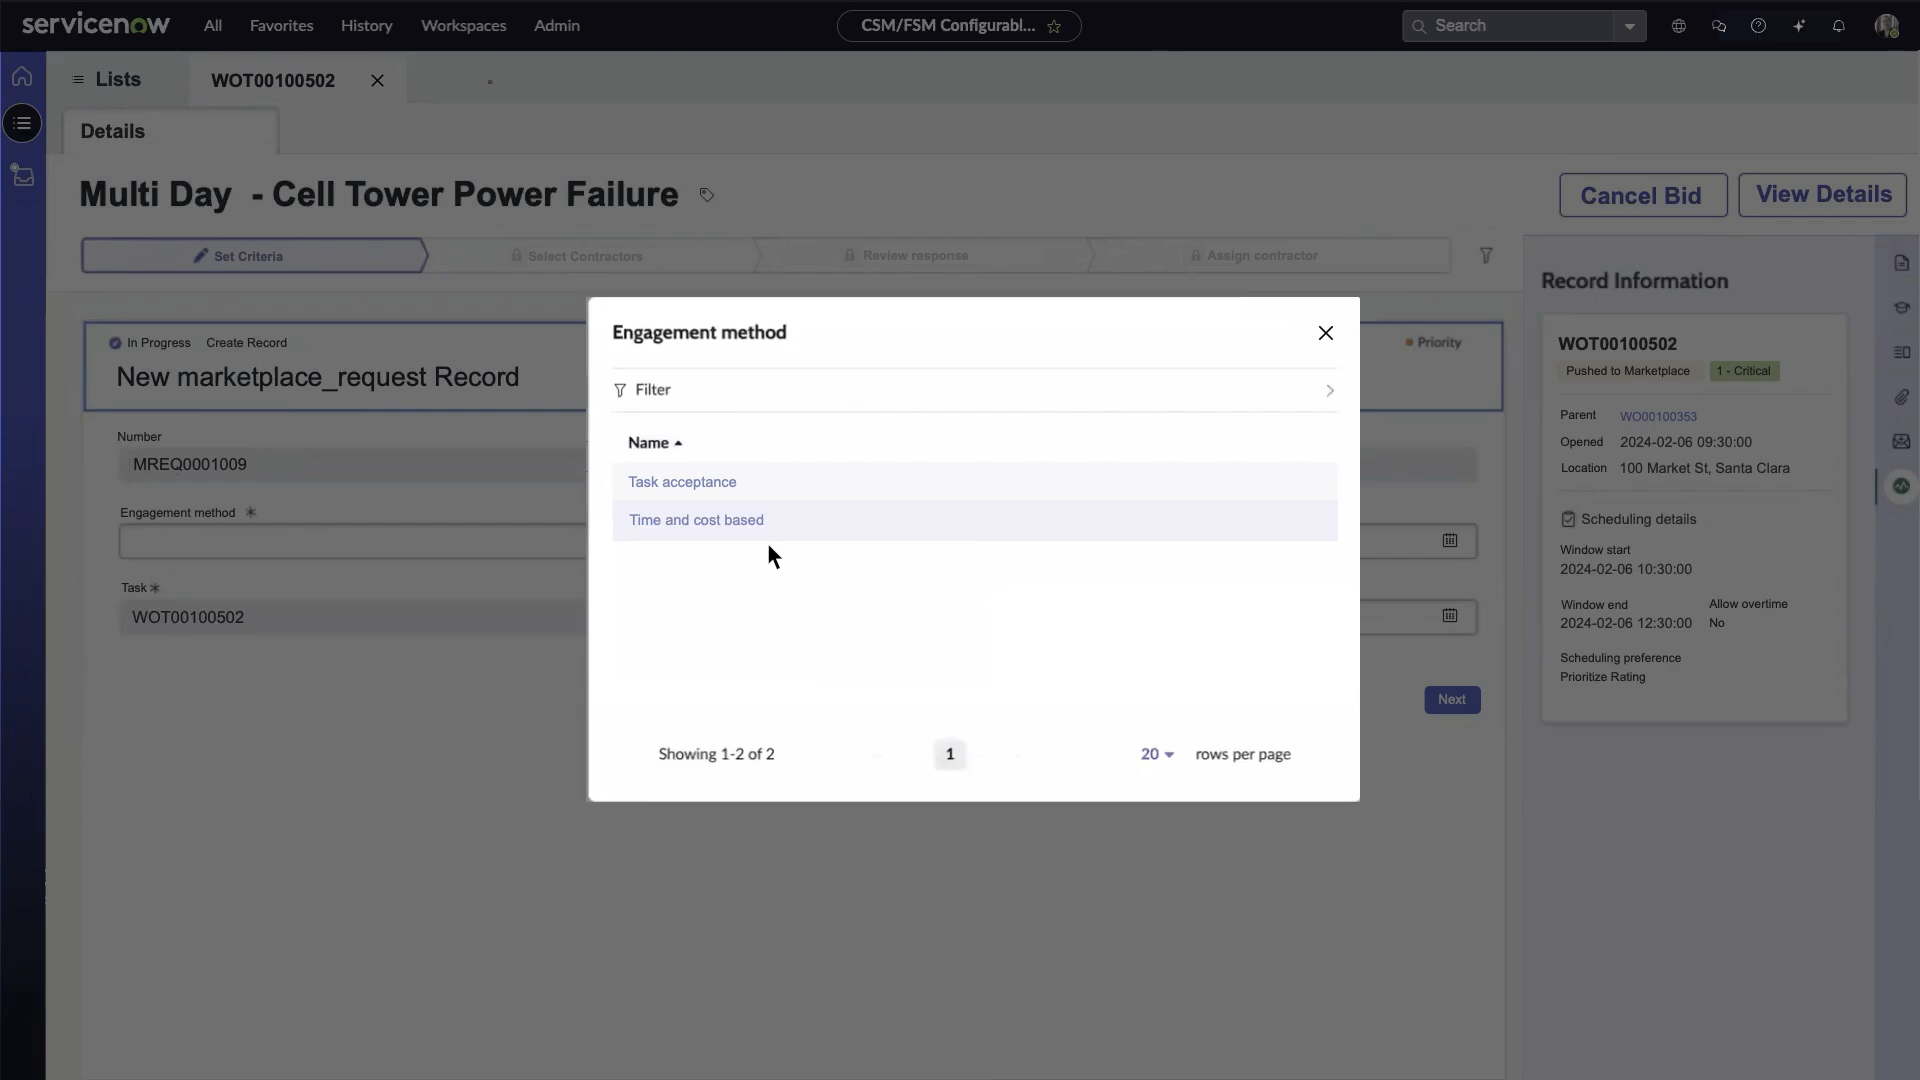 servicenow
All
Favorites
History
Workspaces
Admin
CSM/FSM Configurabl...
Search
Lists
WOT00100502
Details
Multi Day - Cell Tower Power Failure
Cancel Bid
View Details
Set Criteria
Select Contractors
Review response
Assign contractor
In Progress
Create Record
Priority
New marketplace_request Record
Number
MREQ0001009
Engagement method *
Task *
WOT00100502
Next
Engagement method
Filter
Name
Task acceptance
Time and cost based
Showing 1-2 of 2
1
20
rows per page
Record Information
WOT00100502
Pushed to Marketplace
1 - Critical
Parent WO00100353
Opened 2024-02-06 09:30:00
Location 100 Market St, Santa Clara
Scheduling details
Window start
2024-02-06 10:30:00
Window end
Allow overtime
2024-02-06 12:30:00
No
Scheduling preference
Prioritize Rating